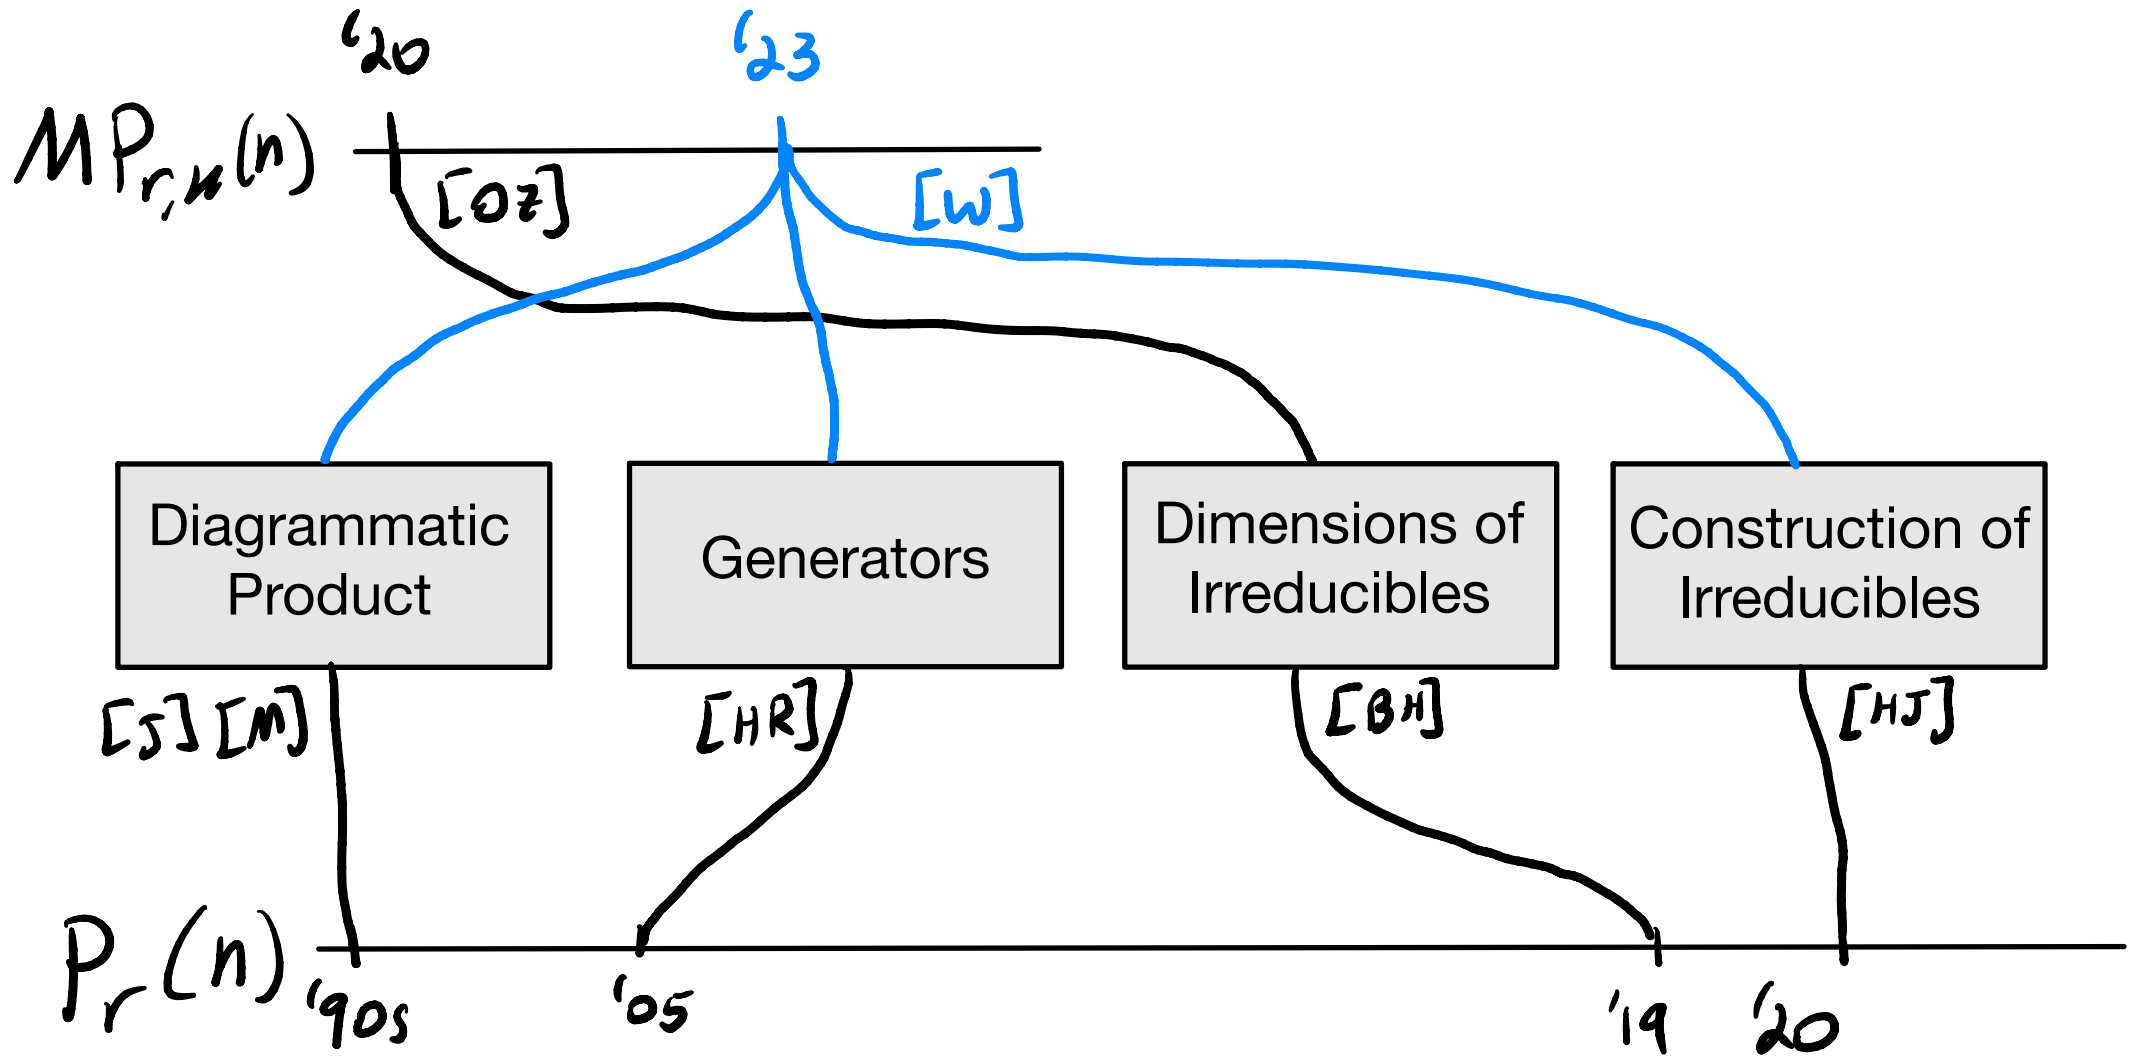 '20
'23
MP_{r,n}(n)
[OZ]
[W]
Diagrammatic
Product
Generators
Dimensions of
Irreducibles
Construction of
Irreducibles
[J] [M]
[HR]
[BH]
[HJ]
P_r(n)
'90s
'05
'19
'20